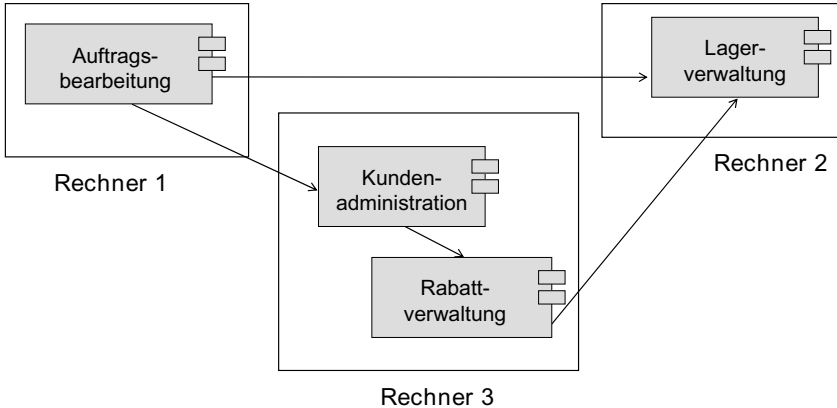 Auftrags-
bearbeitung
Rechner 1
Lager-
verwaltung
Rechner 2
Kunden-
administration
Rabatt-
verwaltung
Rechner 3